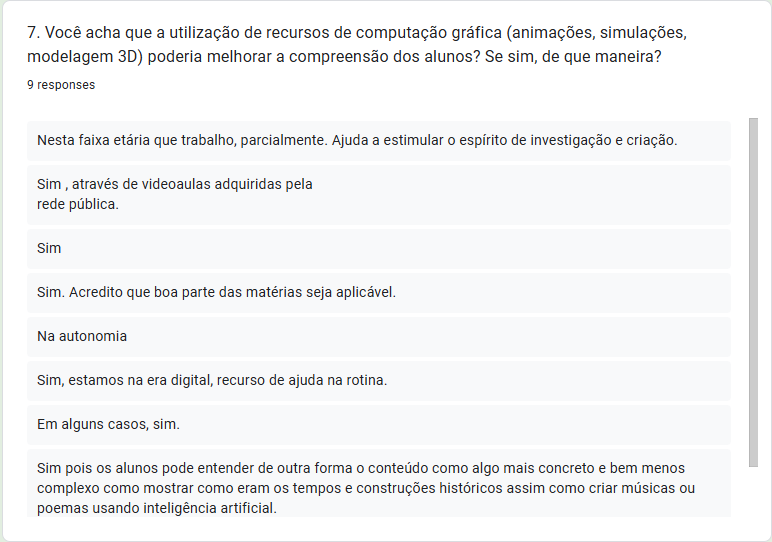 7. Você acha que a utilização de recursos de computação gráfica (animações, simulações,
modelagem 3D) poderia melhorar a compreensão dos alunos? Se sim, de que maneira?
9 responses
Nesta faixa etária que trabalho, parcialmente. Ajuda a estimular o espírito de investigação e criação.
Sim , através de videoaulas adquiridas pela
rede pública.
Sim
Sim. Acredito que boa parte das matérias seja aplicável.
Na autonomia
Sim, estamos na era digital, recurso de ajuda na rotina.
Em alguns casos, sim.
Sim pois os alunos pode entender de outra forma o conteúdo como algo mais concreto e bem menos
complexo como mostrar como eram os tempos e construções históricos assim como criar músicas ou
poemas usando inteligência artificial.